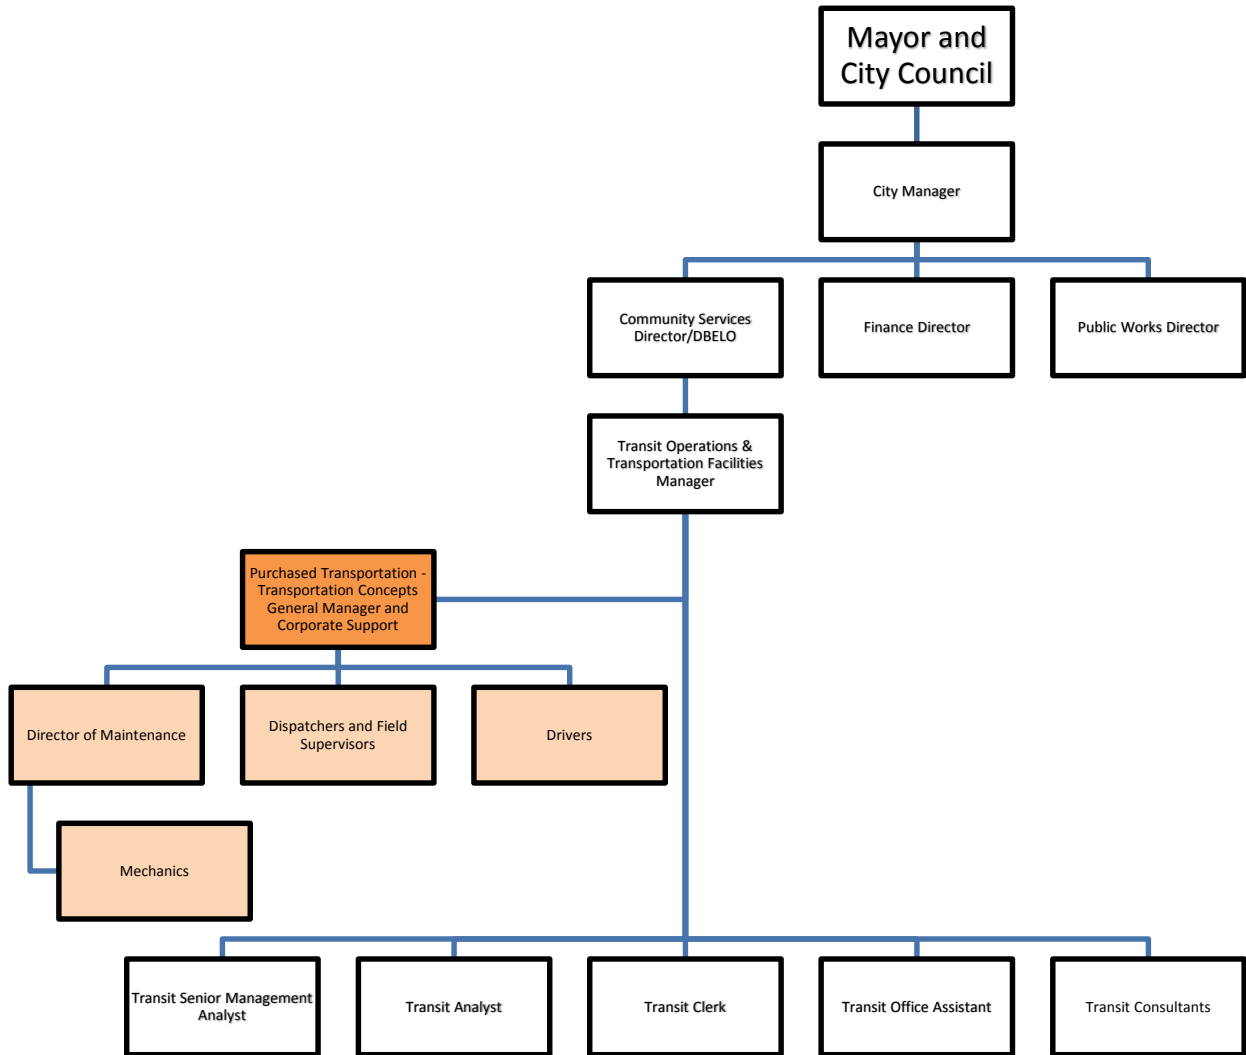 Mayor and
City Council
City Manager
Community Services
Director/DBELO
Finance Director
Public Works Director
Transit Operations &
Transportation Facilities
Manager
Purchased Transportation -
Transportation Concepts
General Manager and
Corporate Support
Director of Maintenance
Dispatchers and Field
Supervisors
Drivers
Mechanics
Transit Senior Management
Analyst
Transit Analyst
Transit Clerk
Transit Office Assistant
Transit Consultants